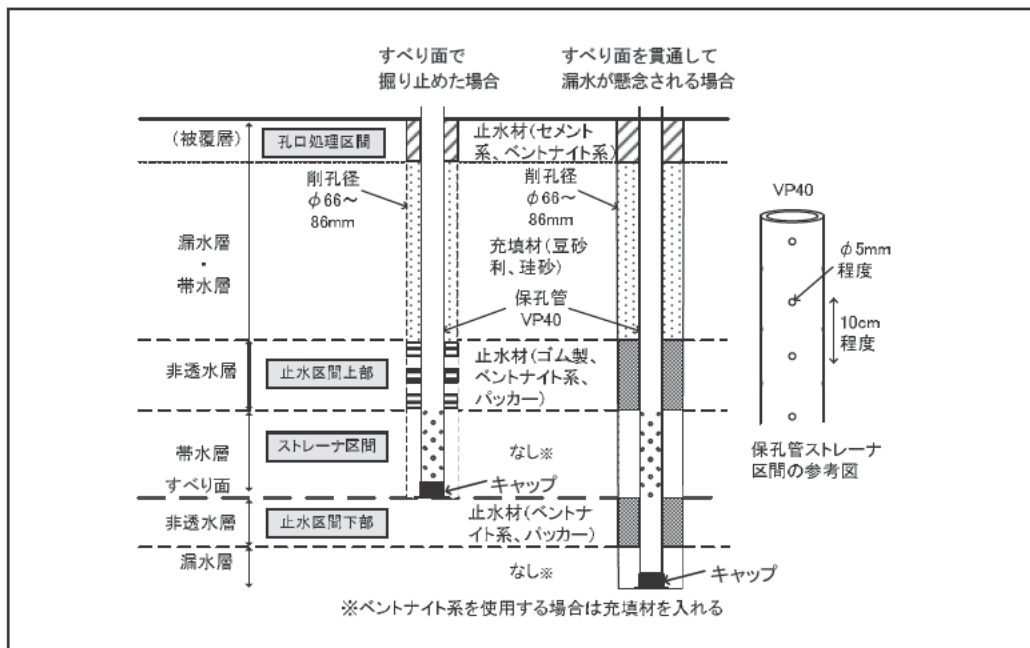 すべり面で
掘り止めた場合
すべり面を貫通して
漏水が懸念される場合
(被覆層)
孔口処理区間
止水材(セメント
系、ベントナイト系)
削孔径
φ66～
86mm
削孔径
φ66～
86mm
VP40
漏水層
・
帯水層
充填材(豆砂
利、珪砂)
φ5mm
程度
保孔管
VP40
10cm
程度
非透水層
止水区間上部
止水材(ゴム製、
ベントナイト系、
パッカー)
帯水層
ストレーナ区間
なし※
保孔管ストレーナ
区間の参考図
すべり面
キャップ
非透水層
止水区間下部
止水材(ベントナ
イト系、パッカー)
漏水層
なし※
キャップ
※ベントナイト系を使用する場合は充填材を入れる